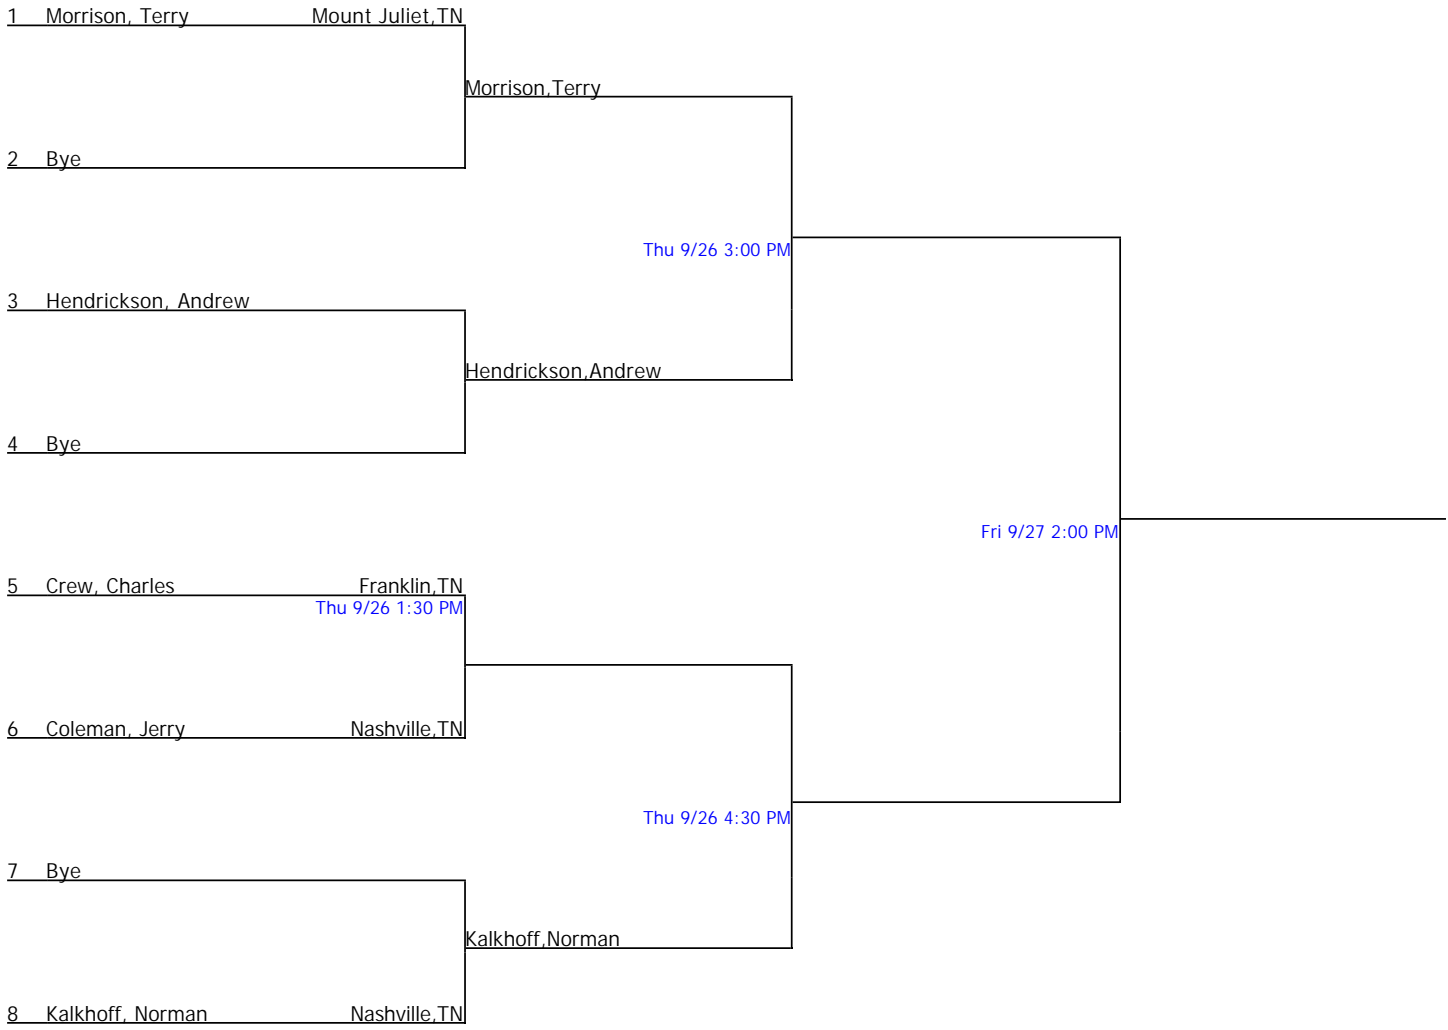 1 Morrison, Terry Mount Juliet,TN
Morrison,Terry
2 Bye
Thu 9/26 3:00 PM
3 Hendrickson, Andrew
Hendrickson,Andrew
4 Bye
Fri 9/27 2:00 PM
5 Crew, Charles Franklin,TN
Thu 9/26 1:30 PM
6 Coleman, Jerry Nashville,TN
Thu 9/26 4:30 PM
7 Bye
Kalkhoff,Norman
8 Kalkhoff, Norman Nashville,TN